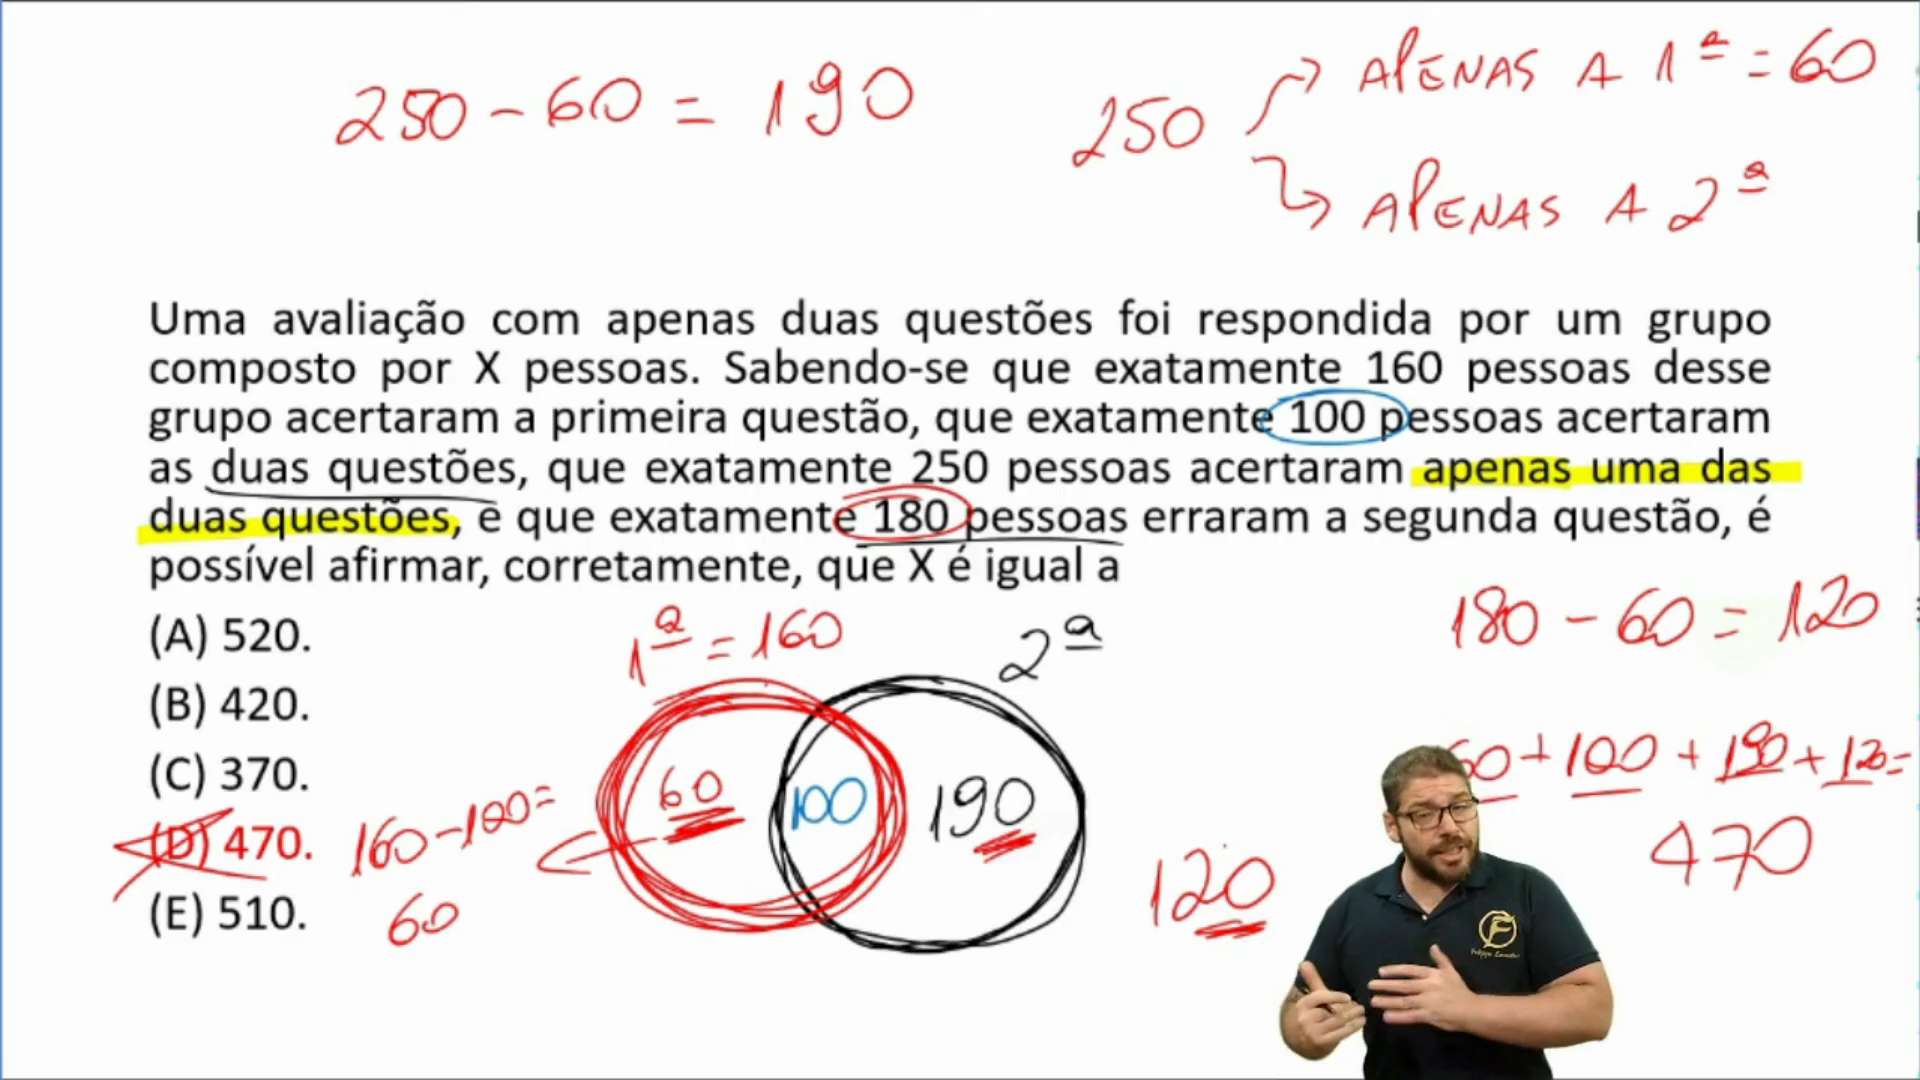 250 - 60 = 190
250
APENAS A 1ª = 60
APENAS A 2ª
Uma avaliação com apenas duas questões foi respondida por um grupo
composto por X pessoas. Sabendo-se que exatamente 160 pessoas desse
grupo acertaram a primeira questão, que exatamente 100 pessoas acertaram
as duas questões, que exatamente 250 pessoas acertaram apenas uma das
duas questões, e que exatamente 180 pessoas erraram a segunda questão, é
possível afirmar, corretamente, que X é igual a
(A) 520.
(B) 420.
(C) 370.
(D) 470.
(E) 510.
1ª = 160
2ª
60
100
190
160-100=
60
120
180 - 60 = 120
60 + 100 + 190 + 120 =
470